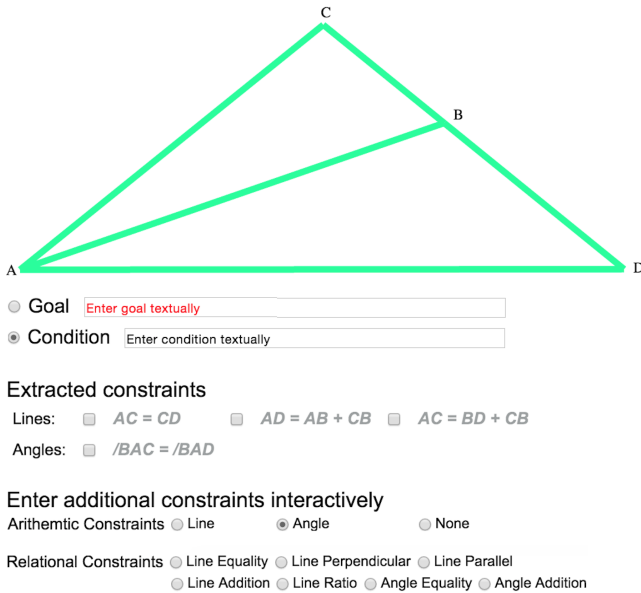 C
B
A
D
Goal Enter goal textually
Condition Enter condition textually
Extracted constraints
Lines: AC = CD AD = AB + CB AC = BD + CB
Angles: /BAC = /BAD
Enter additional constraints interactively
Arithemtic Constraints Line Angle None
Relational Constraints Line Equality Line Perpendicular Line Parallel
Line Addition Line Ratio Angle Equality Angle Addition